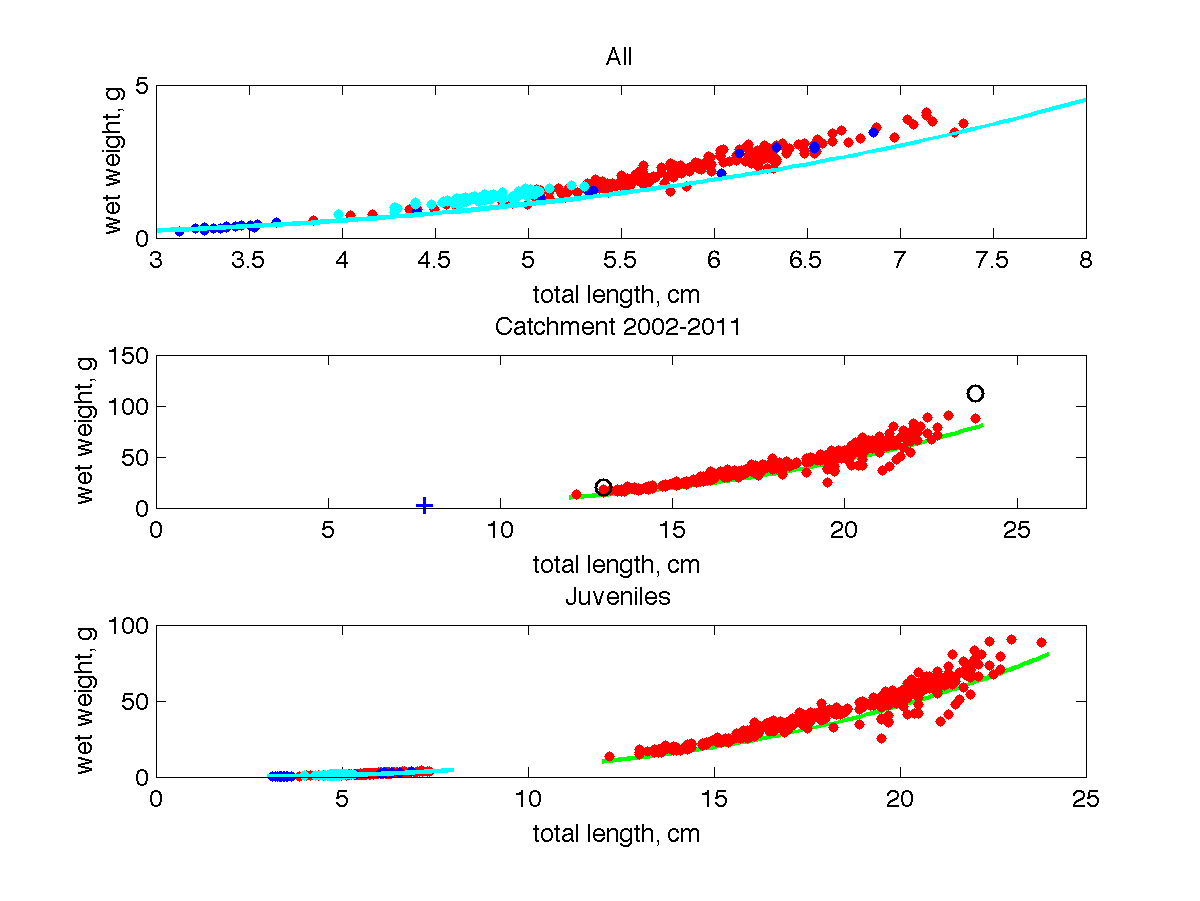 All
wet weight, g
5
0
3 3.5 4 4.5 5 5.5 6 6.5 7 7.5 8
total length, cm
Catchment 2002-2011
wet weight, g
150
100
50
0
0 5 10 15 20 25
total length, cm
Juveniles
wet weight, g
100
50
0
0 5 10 15 20 25
total length, cm